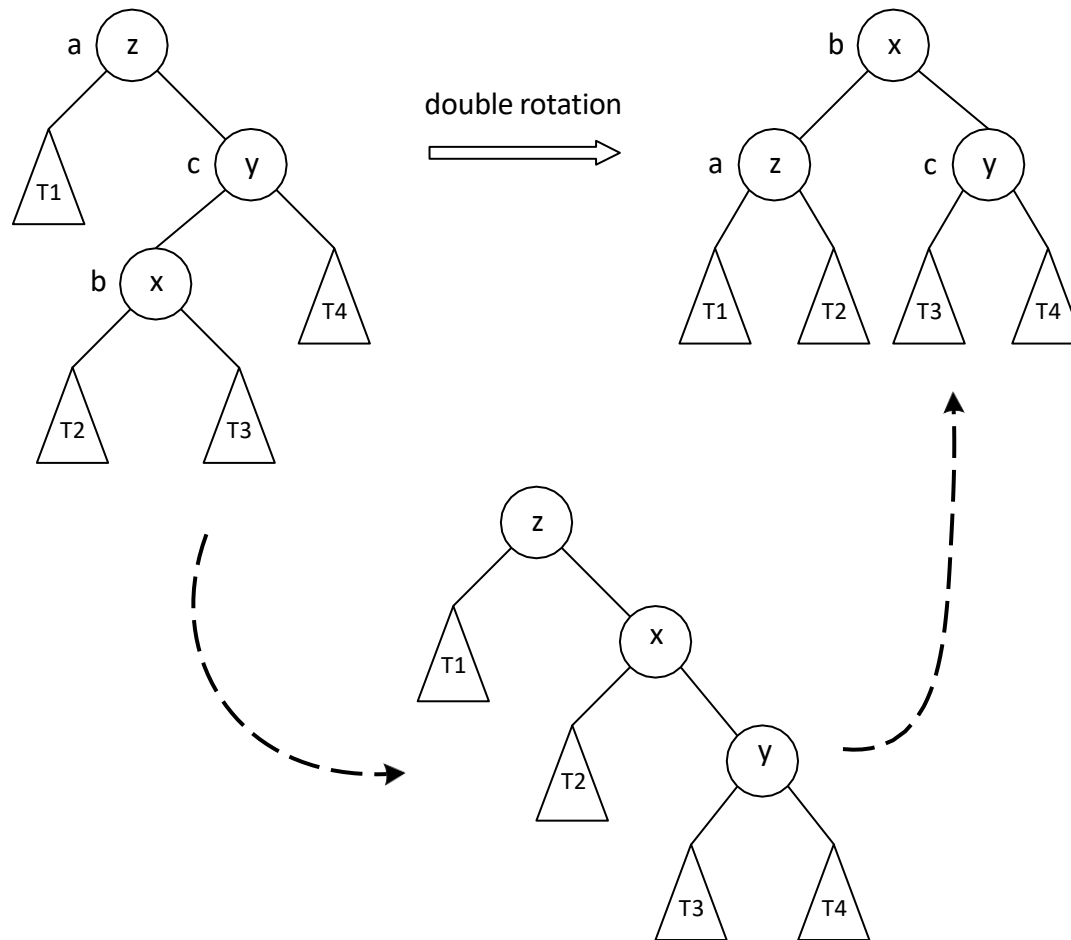 a z
b x
double rotation
c y
a z
c y
T1
b x
T4
T1 T2 T3 T4
T2 T3
z
x
T1
y
T2
T3 T4